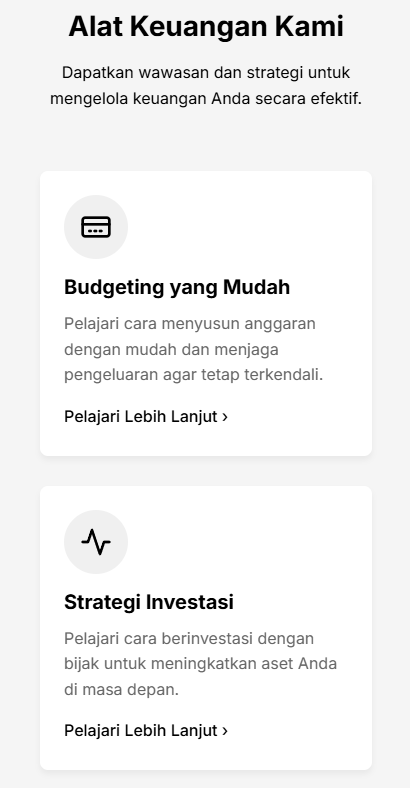 Alat Keuangan Kami
Dapatkan wawasan dan strategi untuk
mengelola keuangan Anda secara efektif.
Budgeting yang Mudah
Pelajari cara menyusun anggaran
dengan mudah dan menjaga
pengeluaran agar tetap terkendali.
Pelajari Lebih Lanjut ›
Strategi Investasi
Pelajari cara berinvestasi dengan
bijak untuk meningkatkan aset Anda
di masa depan.
Pelajari Lebih Lanjut ›